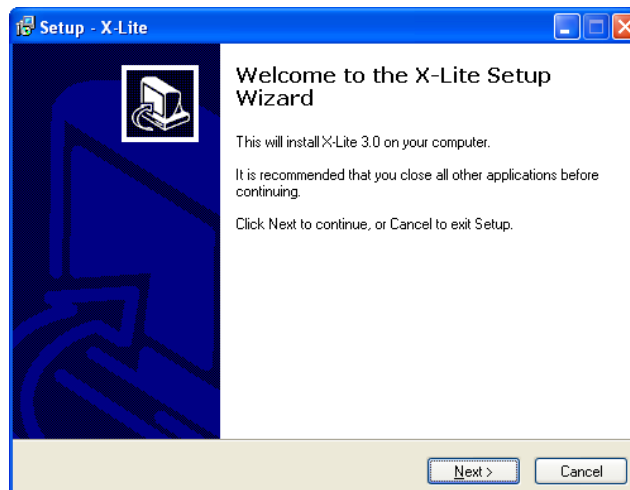 Setup - X-Lite
Welcome to the X-Lite Setup
Wizard
This will install X-Lite 3.0 on your computer.
It is recommended that you close all other applications before
continuing.
Click Next to continue, or Cancel to exit Setup.
Next >
Cancel